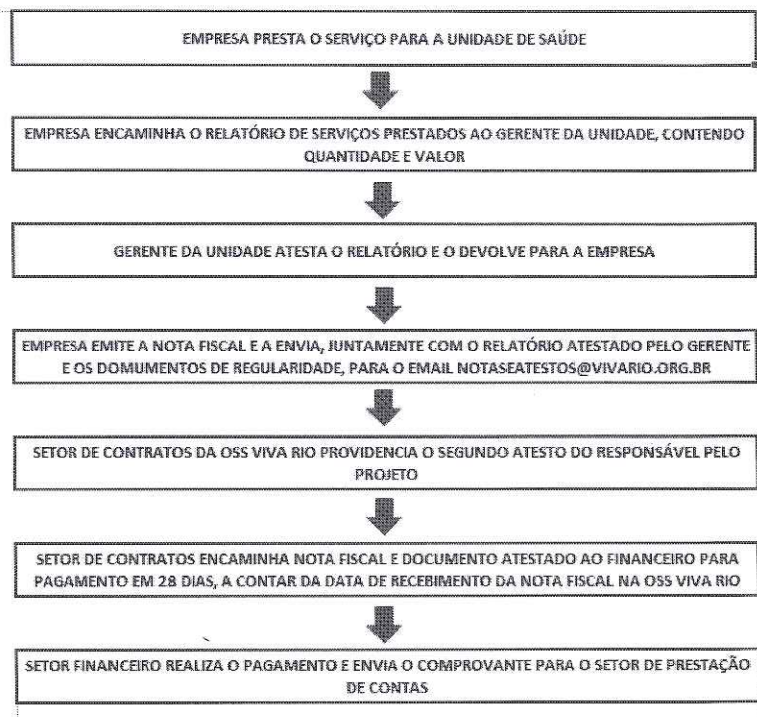 EMPRESA PRESTA O SERVIÇO PARA A UNIDADE DE SAÚDE
EMPRESA ENCAMINHA O RELATÓRIO DE SERVIÇOS PRESTADOS AO GERENTE DA UNIDADE, CONTENDO
QUANTIDADE E VALOR
GERENTE DA UNIDADE ATESTA O RELATÓRIO E O DEVOLVE PARA A EMPRESA
EMPRESA EMITE A NOTA FISCAL E A ENVIA, JUNTAMENTE COM O RELATÓRIO ATESTADO PELO GERENTE
E OS DOMUMENTOS DE REGULARIDADE, PARA O EMAIL NOTASEATESTOS@VIVARIO.ORG.BR
SETOR DE CONTRATOS DA OSS VIVA RIO PROVIDENCIA O SEGUNDO ATESTO DO RESPONSÁVEL PELO
PROJETO
SETOR DE CONTRATOS ENCAMINHA NOTA FISCAL E DOCUMENTO ATESTADO AO FINANCEIRO PARA
PAGAMENTO EM 28 DIAS, A CONTAR DA DATA DE RECEBIMENTO DA NOTA FISCAL NA OSS VIVA RIO
SETOR FINANCEIRO REALIZA O PAGAMENTO E ENVIA O COMPROVANTE PARA O SETOR DE PRESTAÇÃO
DE CONTAS